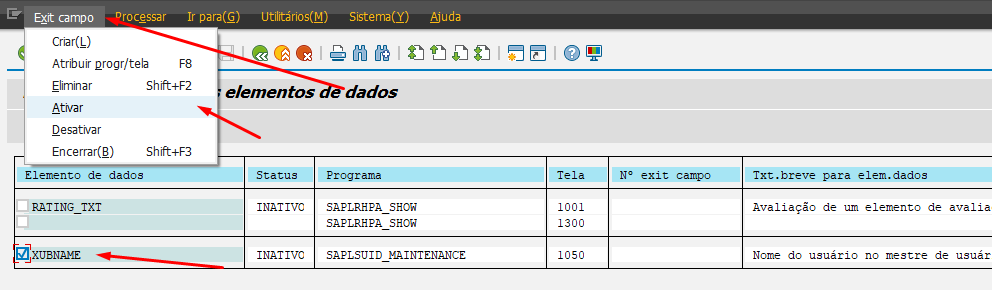 Exit campo Processar Ir para(G) Utilitários(M) Sistema(Y) Ajuda
Criar(L)
Atribuir progr/tela F8
Eliminar Shift+F2
Ativar
Desativar
Encerrar(B) Shift+F3
s elementos de dados
Elemento de dados Status Programa Tela Nº exit campo Txt.breve para elem.dados
RATING_TXT INATIVO SAPLRHPA_SHOW 1001 Avaliação de um elemento de avalia
SAPLRHPA_SHOW 1300
XUBNAME INATIVO SAPLSUID_MAINTENANCE 1050 Nome do usuário no mestre de usuár